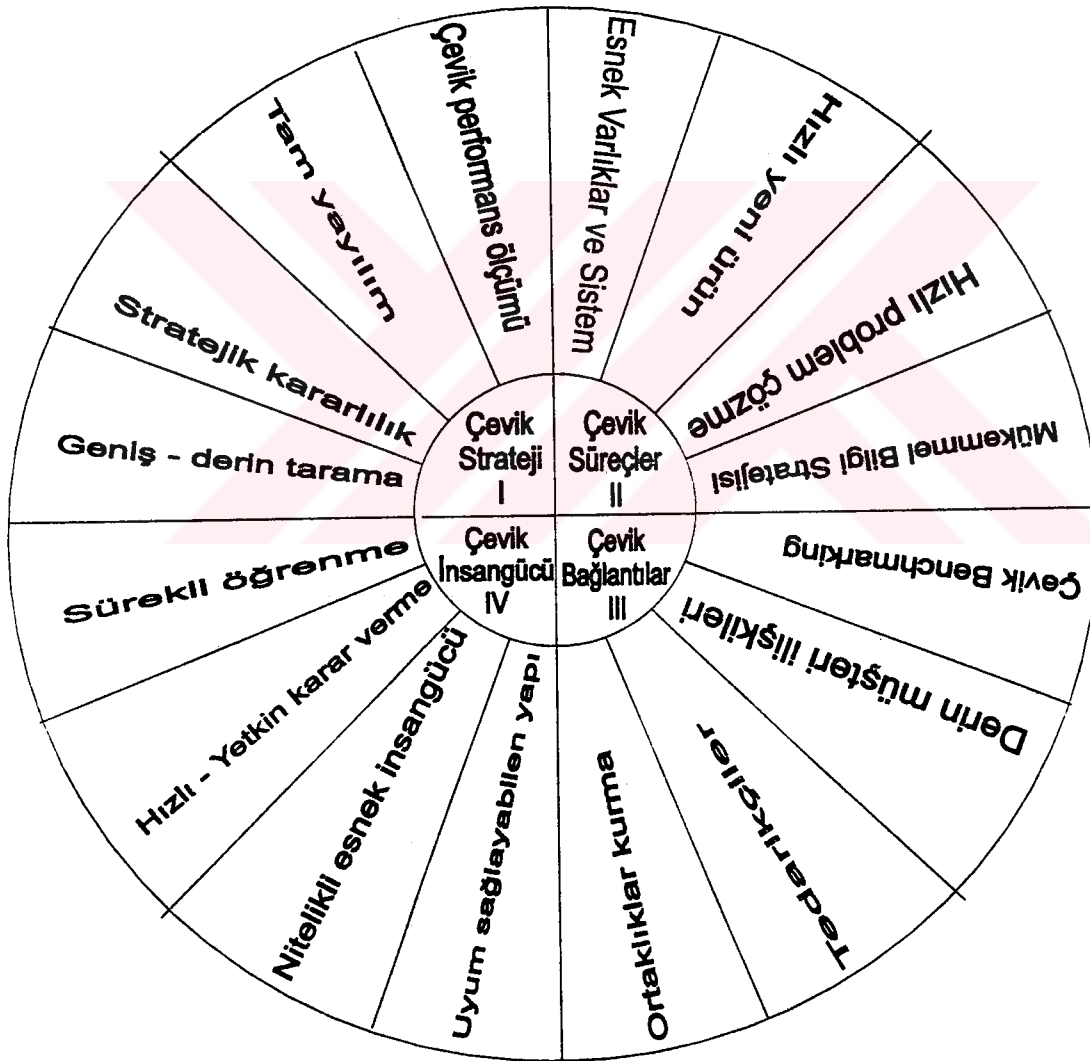 Çevik
Strateji
I
Çevik
Süreçler
II
Çevik
Bağlantılar
III
Çevik
İnsangücü
IV
Geniş - derin tarama
Stratejik kararlılık
Tam yayılım
Çevik performans ölçümü
Esnek Varlıklar ve Sistem
Hızlı yeni ürün
Hızlı problem çözme
Mükemmel Bilgi Stratejisi
Çevik Benchmarking
Derin müşteri ilişkileri
Tedarikçiler
Ortaklıklar kurma
Uyum sağlayabilen yapı
Nitelikli esnek insangücü
Hızlı - Yetkin karar verme
Sürekli öğrenme